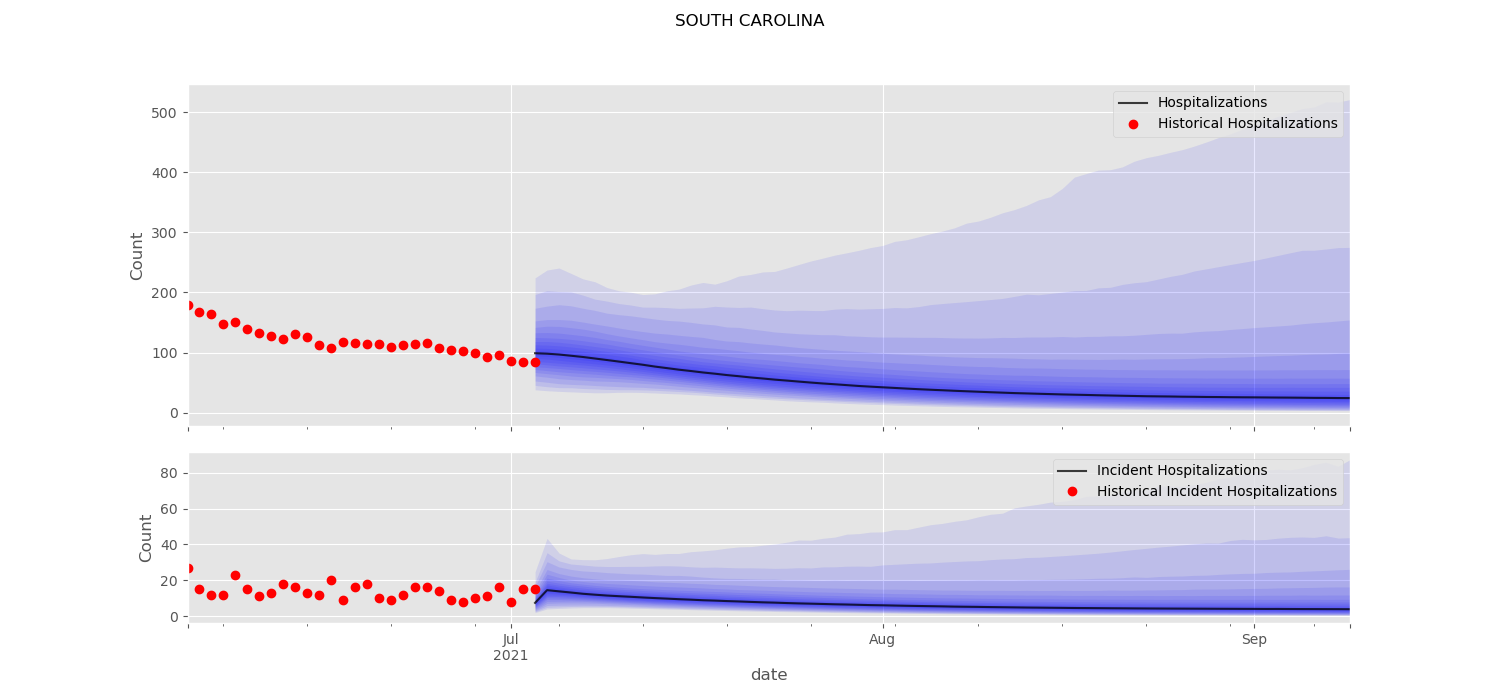 SOUTH CAROLINA
500
400
300
200
100
0
Count
Hospitalizations
Historical Hospitalizations
80
60
40
20
0
Count
Incident Hospitalizations
Historical Incident Hospitalizations
Jul
2021
Aug
Sep
date